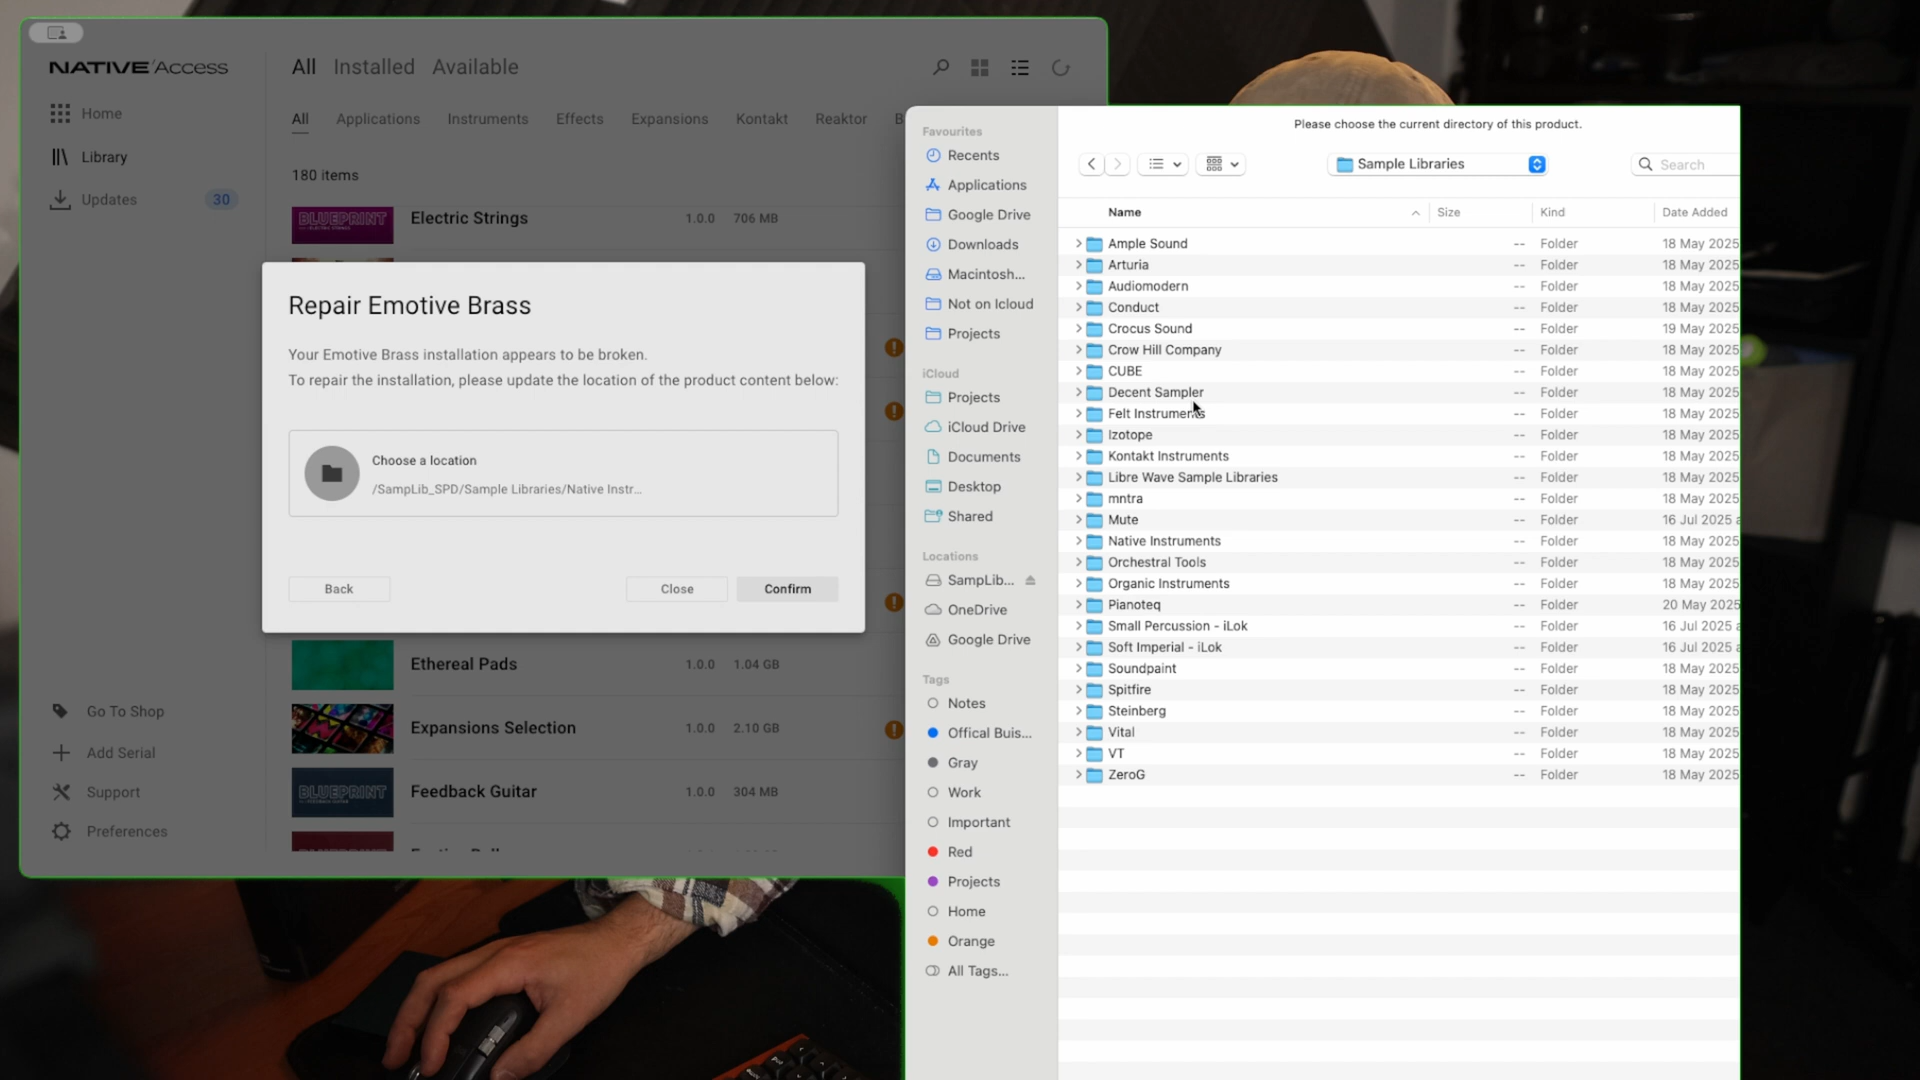 NATIVE/Access
All Installed Available
Home
Library
Updates 30
All Applications Instruments Effects Expansions Kontakt Reaktor B
180 items
BLUEPRINT
Electric Strings 1.0.0 706 MB
Repair Emotive Brass
Your Emotive Brass installation appears to be broken.
To repair the installation, please update the location of the product content below:
Choose a location
/SampLib_SPD/Sample Libraries/Native Instr...
Back Close Confirm
Ethereal Pads 1.0.0 1.04 GB
Expansions Selection 1.0.0 2.10 GB
BLUEPRINT
Feedback Guitar 1.0.0 304 MB
BLUEPRINT
Go To Shop
Add Serial
Support
Preferences
Please choose the current directory of this product.
Sample Libraries
Search
Favourites
Recents
Applications
Google Drive
Downloads
Macintosh...
Not on Icloud
Projects
iCloud
Projects
iCloud Drive
Documents
Desktop
Shared
Locations
SampLib...
OneDrive
Google Drive
Tags
Notes
Offical Buis...
Gray
Work
Important
Red
Projects
Home
Orange
All Tags...
Name Size Kind Date Added
Ample Sound -- Folder 18 May 2025
Arturia -- Folder 18 May 2025
Audiomodern -- Folder 18 May 2025
Conduct -- Folder 18 May 2025
Crocus Sound -- Folder 19 May 2025
Crow Hill Company -- Folder 18 May 2025
CUBE -- Folder 18 May 2025
Decent Sampler -- Folder 18 May 2025
Felt Instruments -- Folder 18 May 2025
Izotope -- Folder 18 May 2025
Kontakt Instruments -- Folder 18 May 2025
Libre Wave Sample Libraries -- Folder 18 May 2025
mntra -- Folder 18 May 2025
Mute -- Folder 16 Jul 2025 a
Native Instruments -- Folder 18 May 2025
Orchestral Tools -- Folder 18 May 2025
Organic Instruments -- Folder 18 May 2025
Pianoteq -- Folder 20 May 2025
Small Percussion - iLok -- Folder 16 Jul 2025 a
Soft Imperial - iLok -- Folder 16 Jul 2025 a
Soundpaint -- Folder 18 May 2025
Spitfire -- Folder 18 May 2025
Steinberg -- Folder 18 May 2025
Vital -- Folder 18 May 2025
VT -- Folder 18 May 2025
ZeroG -- Folder 18 May 2025